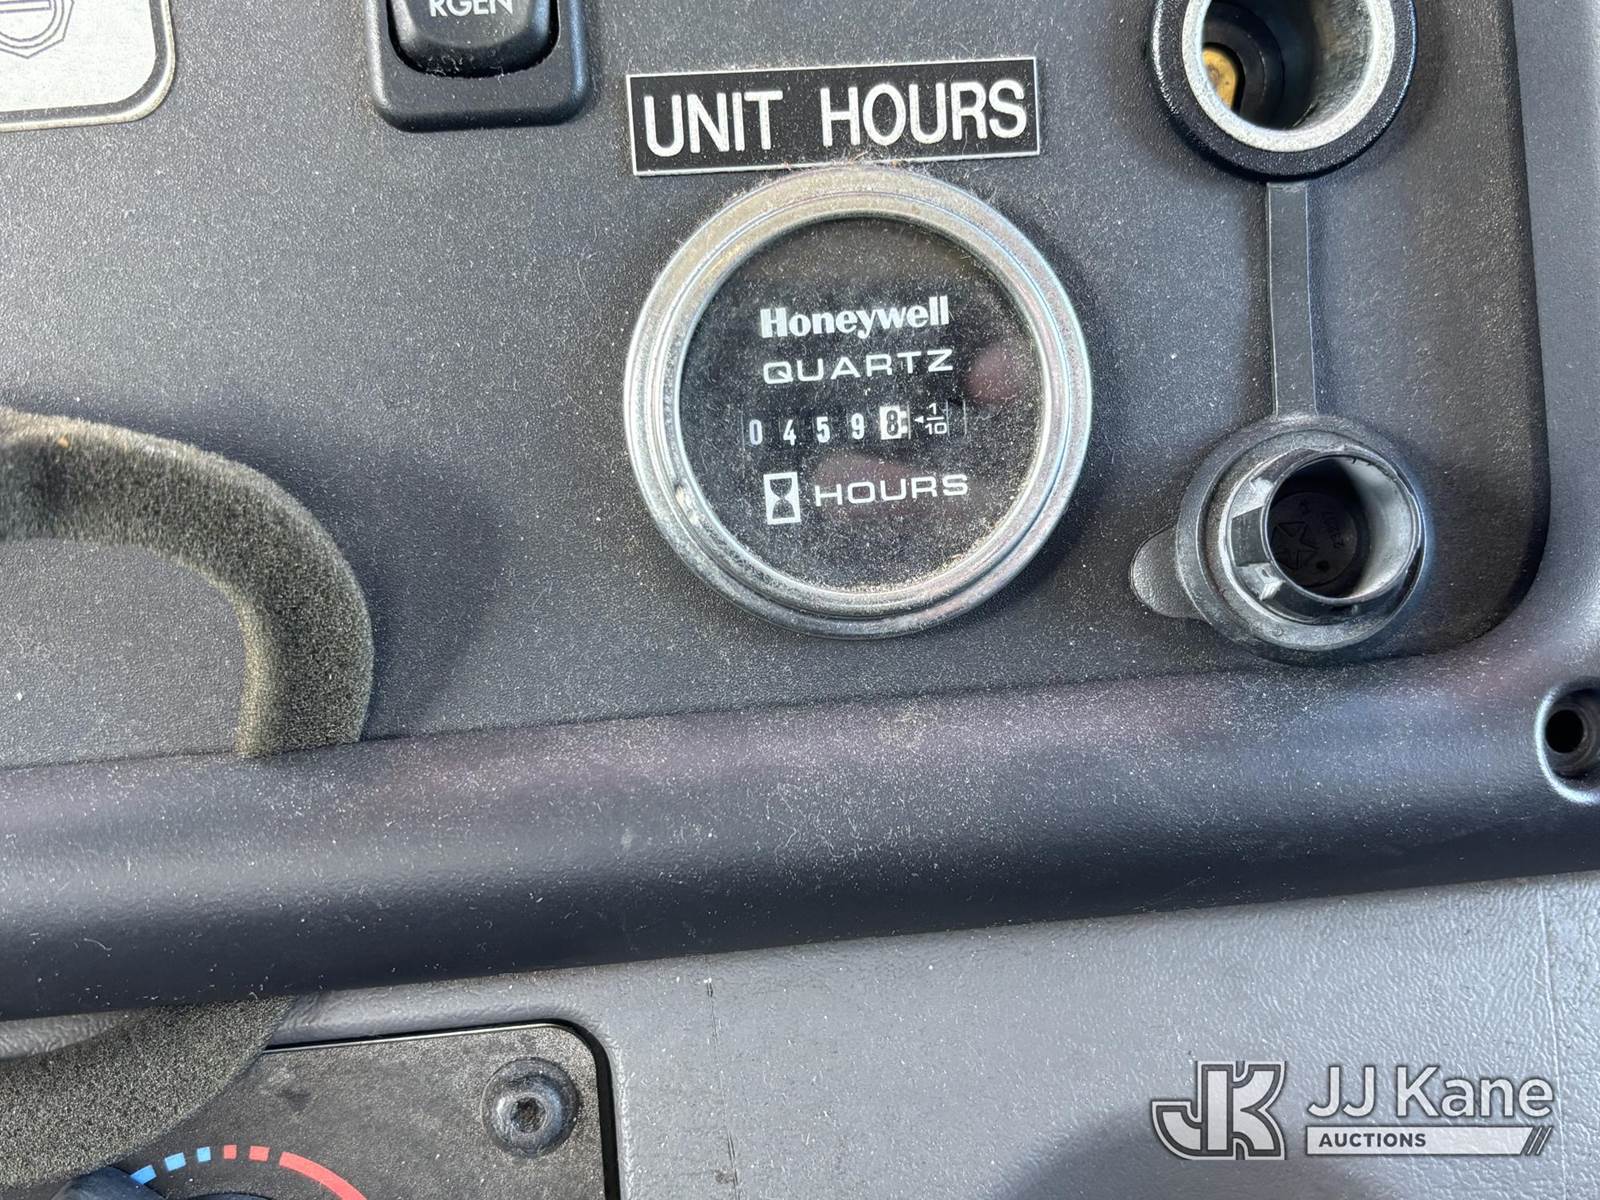 RGEN
UNIT HOURS
Honeywell
QUARTZ
0 4 5 9 8 1/10
HOURS
JJ Kane
AUCTIONS